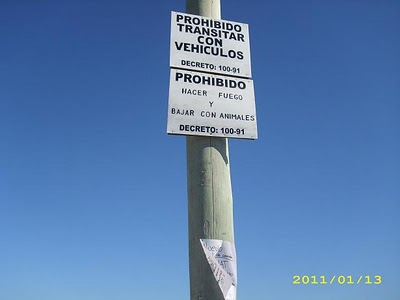 PROHIBIDO
TRANSITAR
CON
VEHICULOS
DECRETO: 100-91
PROHIBIDO
HACER FUEGO
Y
BAJAR CON ANIMALES
DECRETO: 100-91
2011/01/13